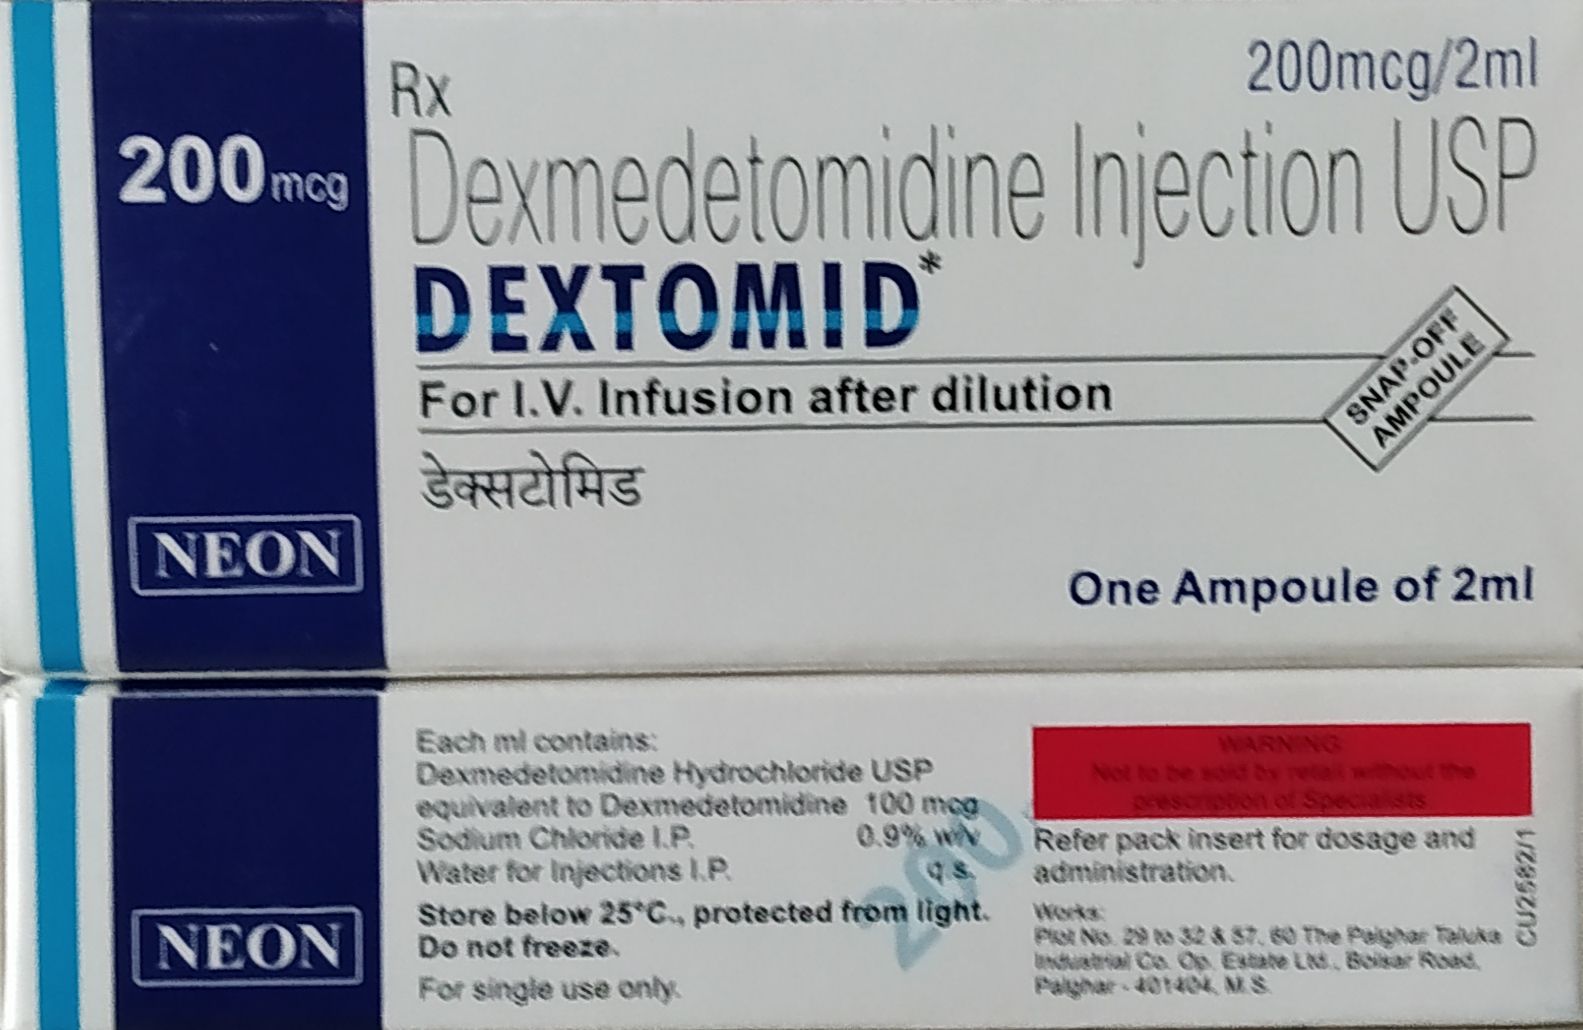 200mcg
NEON
Rx
200mcg/2ml
Dexmedetomidine Injection USP
DEXTOMID*
For I.V. Infusion after dilution
SNAP-OFF
AMPOULE
डेक्सटोमिड
One Ampoule of 2ml
NEON
Each ml contains:
Dexmedetomidine Hydrochloride USP
equivalent to Dexmedetomidine 100 mcg
Sodium Chloride I.P. 0.9% w/v
Water for Injections I.P. q.s.
Store below 25°C., protected from light.
Do not freeze.
For single use only.
200
WARNING
Not to be sold by retail without the
prescription of Specialists
Refer pack insert for dosage and
administration.
Works:
Plot No. 29 to 32 & 57, 60 The Palghar Taluka
Industrial Co. Op. Estate Ltd., Boisar Road,
Palghar - 401404, M.S.
CU2582/1